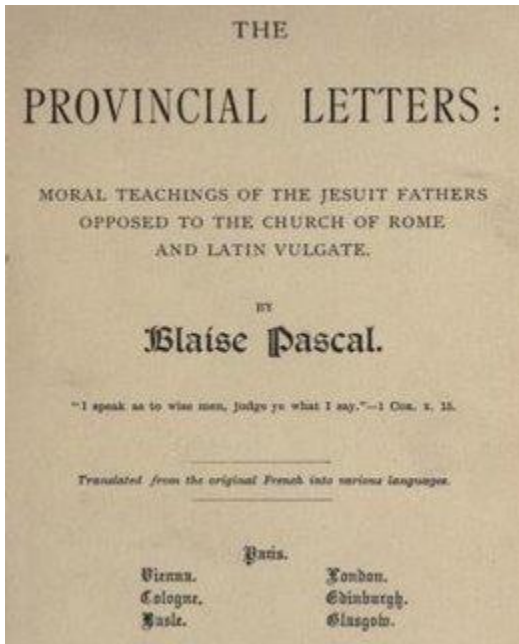 THE
PROVINCIAL LETTERS:
MORAL TEACHINGS OF THE JESUIT FATHERS
OPPOSED TO THE CHURCH OF ROME
AND LATIN VULGATE.
BY
Blaise Pascal.
"I speak as to wise men, judge ye what I say."—1 COR. x. 15.
Translated from the original French into various languages.
Paris.
Vienna. London.
Cologne. Edinburgh.
Basle. Glasgow.